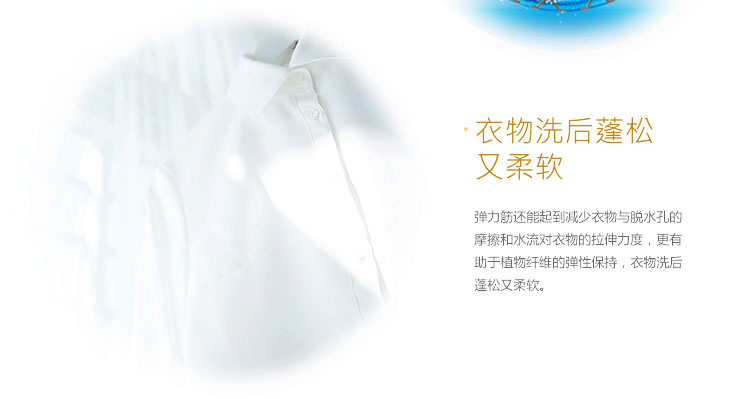 衣物洗后蓬松
又柔软
弹力筋还能起到减少衣物与脱水孔的
摩擦和水流对衣物的拉伸力度，更有
助于植物纤维的弹性保持，衣物洗后
蓬松又柔软。